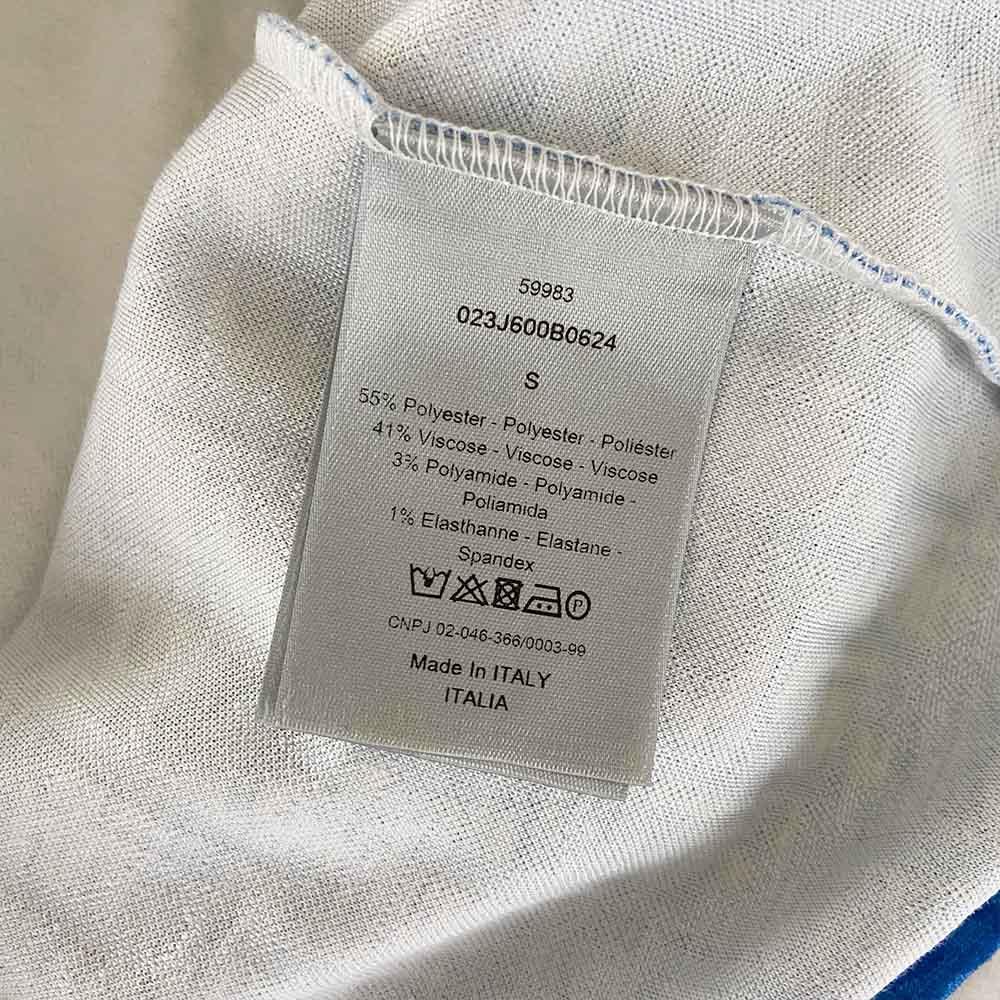 59983
023J600B0624
S
55% Polyester - Polyester - Poliéster
41% Viscose - Viscose - Viscose
3% Polyamide - Polyamide -
Poliamida
1% Elasthanne - Elastane -
Spandex
P
CNPJ 02-046-366/0003-99
Made In ITALY
ITALIA